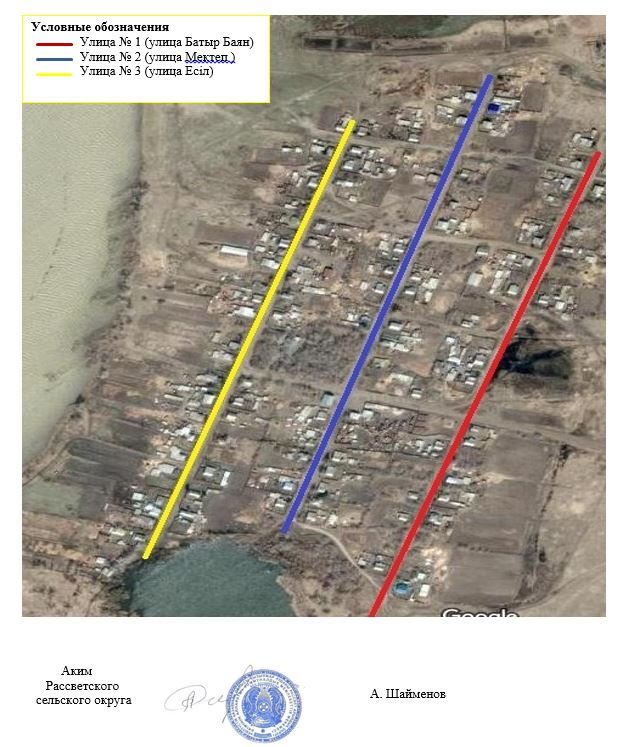 Условные обозначения
Улица № 1 (улица Батыр Баян)
Улица № 2 (улица Мектеп.)
Улица № 3 (улица Есіл)
Google
Аким
Рассветского
сельского округа
А. Шайменов